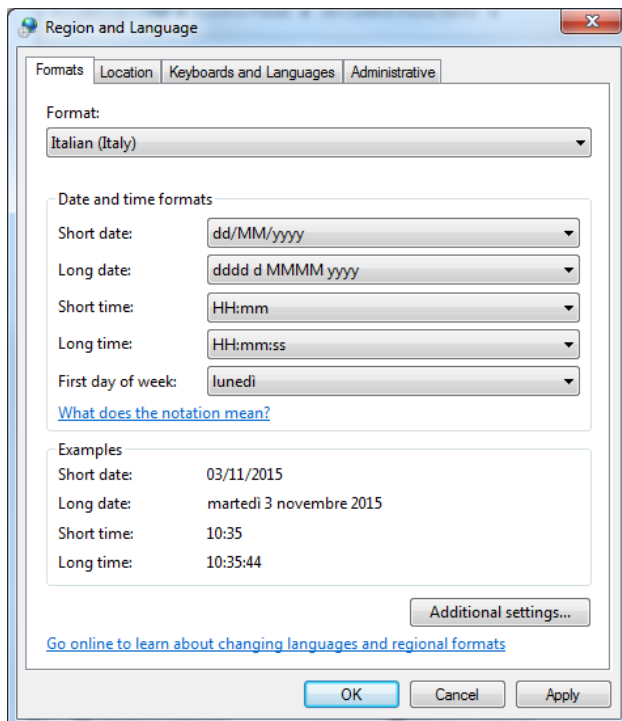 Region and Language
Formats Location Keyboards and Languages Administrative
Format:
Italian (Italy)
Date and time formats
Short date: dd/MM/yyyy
Long date: dddd d MMMM yyyy
Short time: HH:mm
Long time: HH:mm:ss
First day of week: lunedì
What does the notation mean?
Examples
Short date: 03/11/2015
Long date: martedì 3 novembre 2015
Short time: 10:35
Long time: 10:35:44
Additional settings...
Go online to learn about changing languages and regional formats
OK Cancel Apply